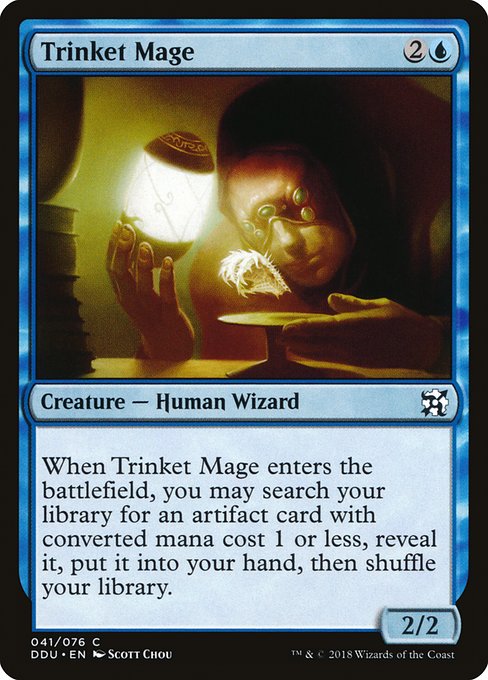 Trinket Mage 2
Creature — Human Wizard
When Trinket Mage enters the
battlefield, you may search your
library for an artifact card with
converted mana cost 1 or less, reveal
it, put it into your hand, then shuffle
your library.
2/2
041/076 C
DDU • EN Scott Chou
™ & © 2018 Wizards of the Coast